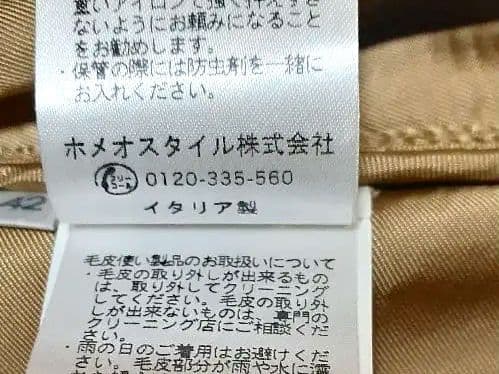 ないようにお頼みになること
をお勧めします。
・保管の際には防虫剤を一緒に
お入れください。
ホメオスタイル株式会社
フリーコール 0120-335-560
イタリア製
42
毛皮使い製品のお取扱いについて
・毛皮の取り外しが出来るもの
は、取り外してクリーニング
してください。毛皮の取り外
しが出来ないものは、専門の
クリーニング店にご相談くだ
さい。
・雨の日のご着用はお避けくだ
さい。毛皮部分が雨や水に濡